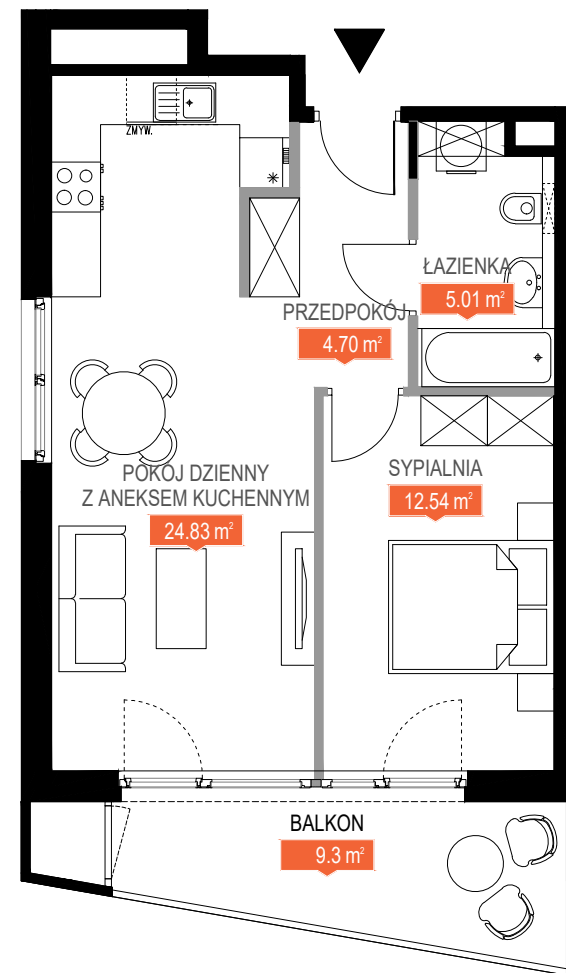 ZMYW.
ŁAZIENKA
5.01 m²
PRZEDPOKÓJ
4.70 m²
POKÓJ DZIENNY
Z ANEKSEM KUCHENNYM
24.83 m²
SYPIALNIA
12.54 m²
BALKON
9.3 m²